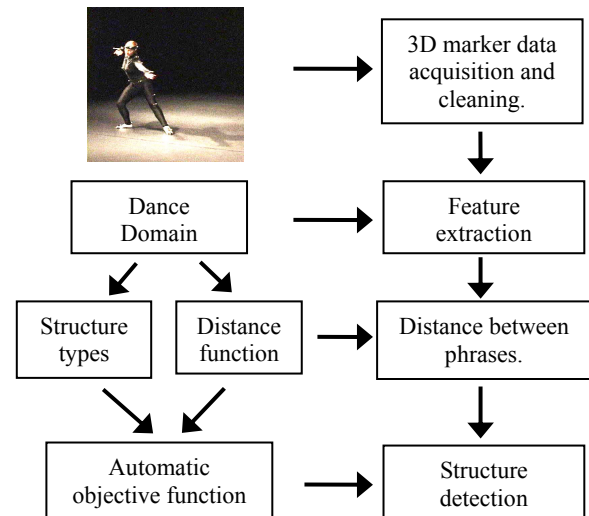 3D marker data
acquisition and
cleaning.
Dance
Domain
Feature
extraction
Structure
types
Distance
function
Distance between
phrases.
Automatic
objective function
Structure
detection